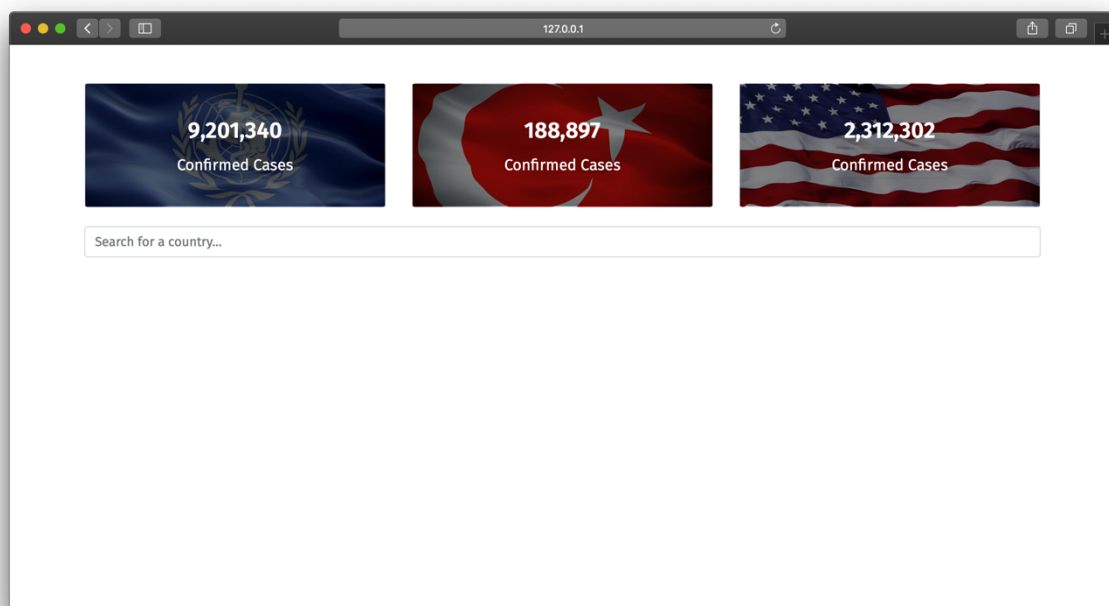 127.0.0.1
9,201,340
Confirmed Cases
188,897
Confirmed Cases
2,312,302
Confirmed Cases
Search for a country...